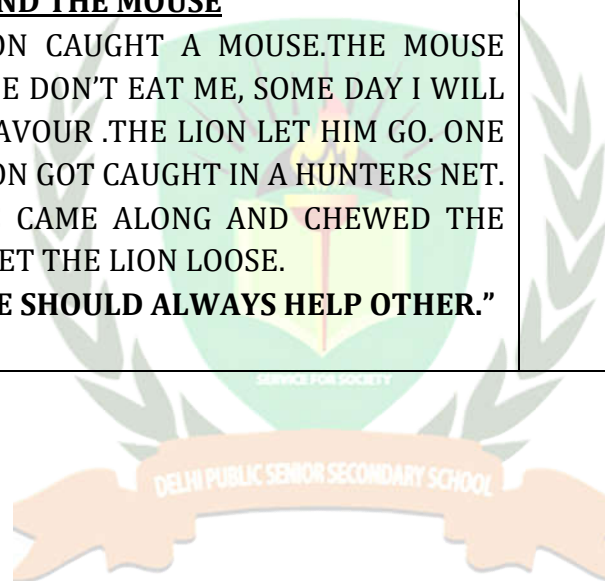 ND THE MOUSE
ON CAUGHT A MOUSE.THE MOUSE
E DON’T EAT ME, SOME DAY I WILL
AVOUR .THE LION LET HIM GO. ONE
ON GOT CAUGHT IN A HUNTERS NET.
CAME ALONG AND CHEWED THE
ET THE LION LOOSE.
E SHOULD ALWAYS HELP OTHER.”
SERVICE FOR SOCIETY
DELHI PUBLIC SENIOR SECONDARY SCHOOL